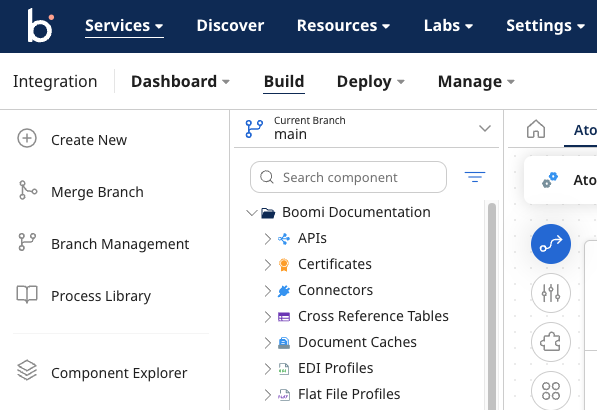 b
Services
Discover
Resources
Labs
Settings
Integration
Dashboard
Build
Deploy
Manage
Create New
Merge Branch
Branch Management
Process Library
Component Explorer
Current Branch
main
Search component
Boomi Documentation
APIs
Certificates
Connectors
Cross Reference Tables
Document Caches
EDI Profiles
Flat File Profiles
Ato
Ato